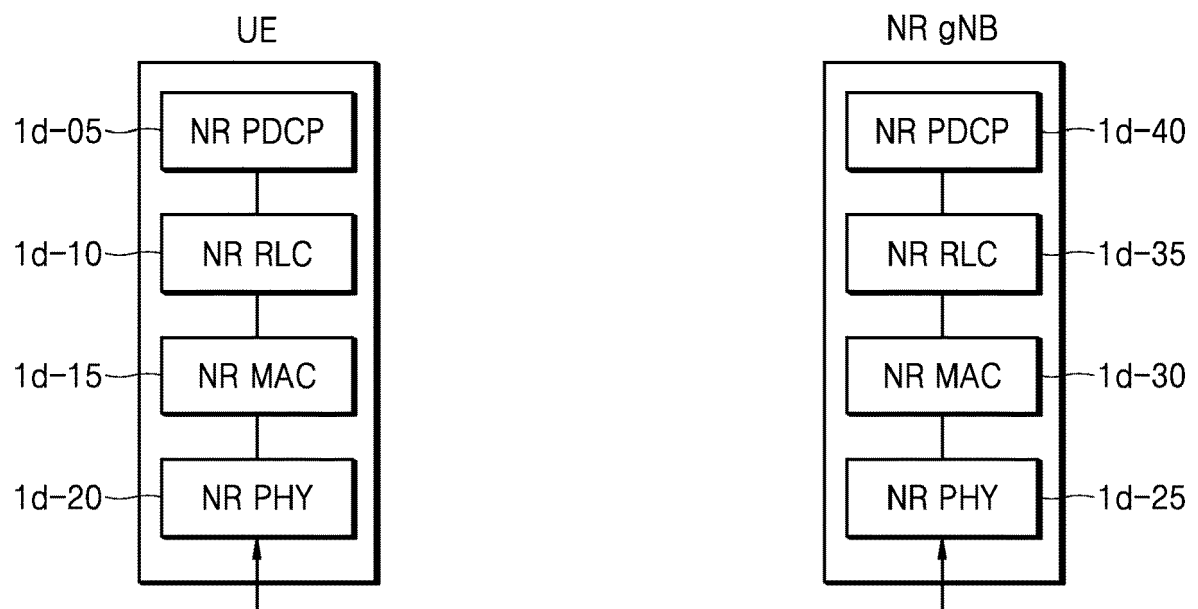 UE
NR gNB
1d-05 NR PDCP NR PDCP 1d-40
1d-10 NR RLC NR RLC 1d-35
1d-15 NR MAC NR MAC 1d-30
1d-20 NR PHY NR PHY 1d-25